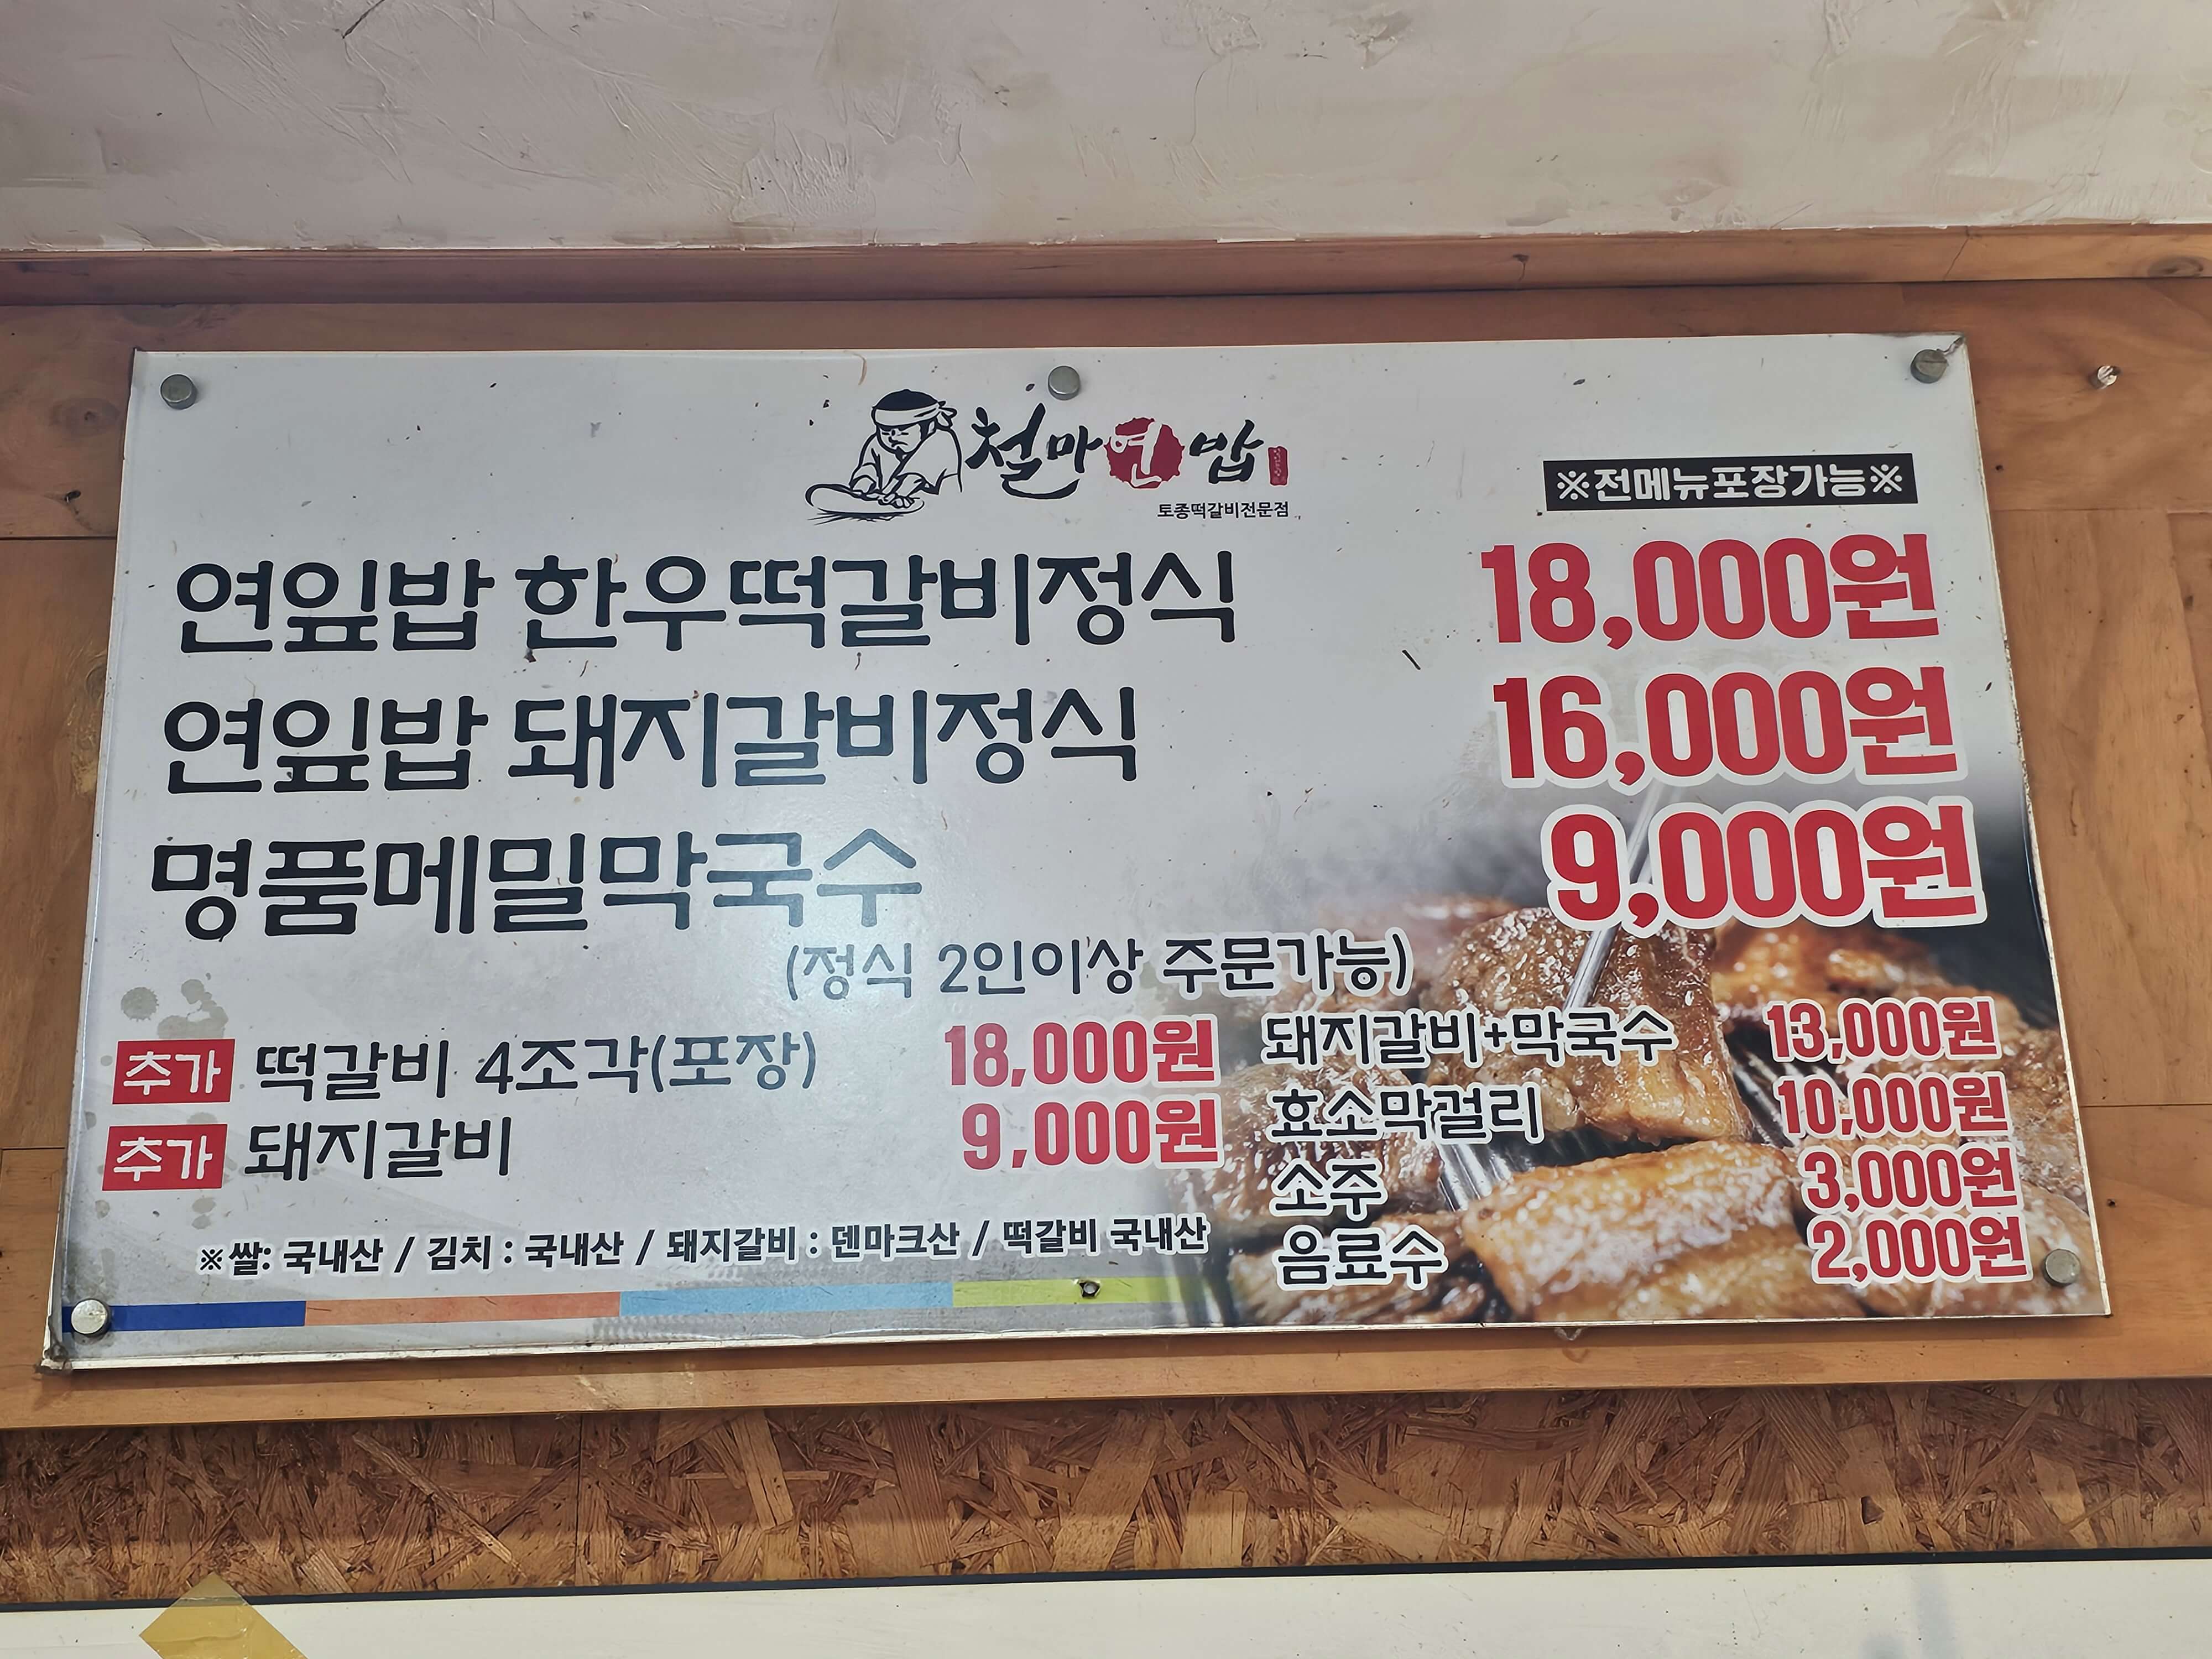 철마연밥
토종떡갈비전문점
※전메뉴포장가능※
연잎밥 한우떡갈비정식 18,000원
연잎밥 돼지갈비정식 16,000원
명품메밀막국수 9,000원
(정식 2인이상 주문가능)
추가 떡갈비 4조각(포장) 18,000원
추가 돼지갈비 9,000원
돼지갈비+막국수 13,000원
효소막걸리 10,000원
소주 3,000원
음료수 2,000원
※쌀: 국내산 / 김치 : 국내산 / 돼지갈비 : 덴마크산 / 떡갈비 국내산